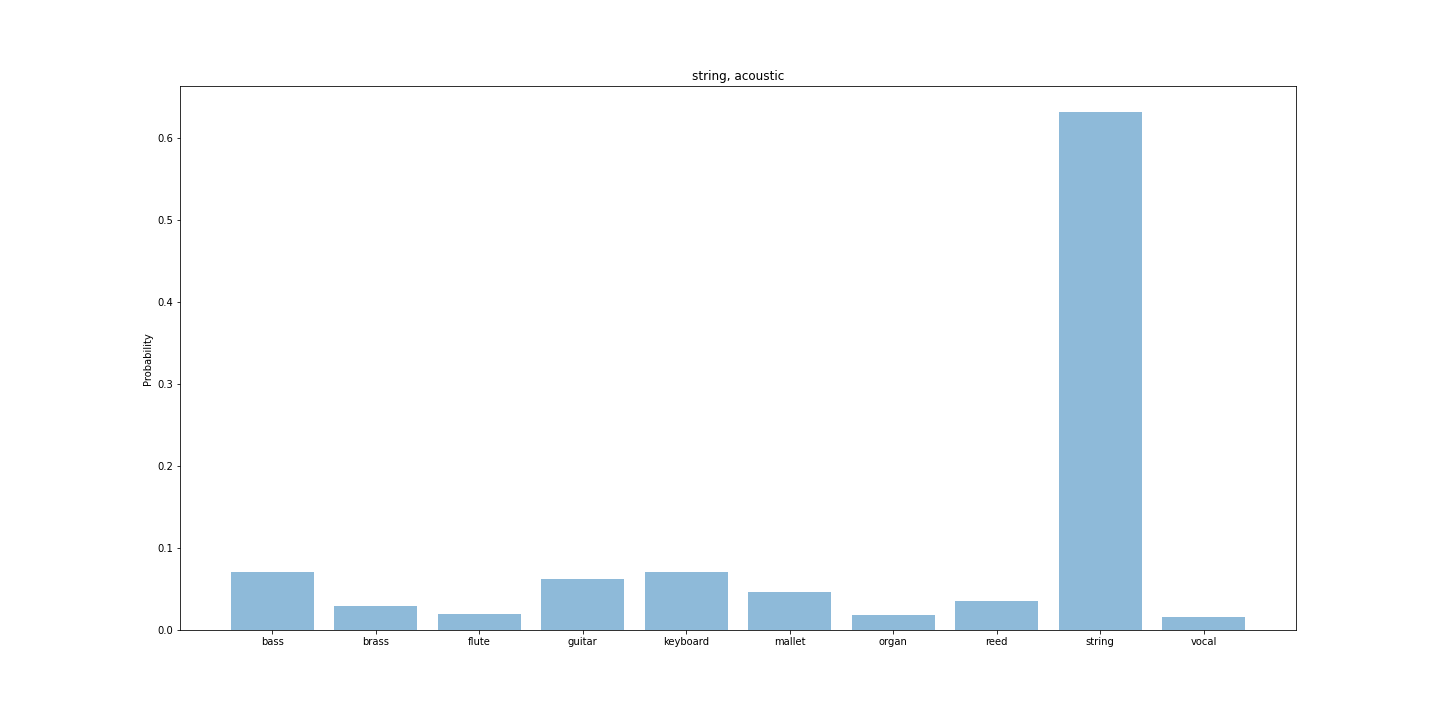 string, acoustic
Probability
0.6
0.5
0.4
0.3
0.2
0.1
0.0
bass brass flute guitar keyboard mallet organ reed string vocal